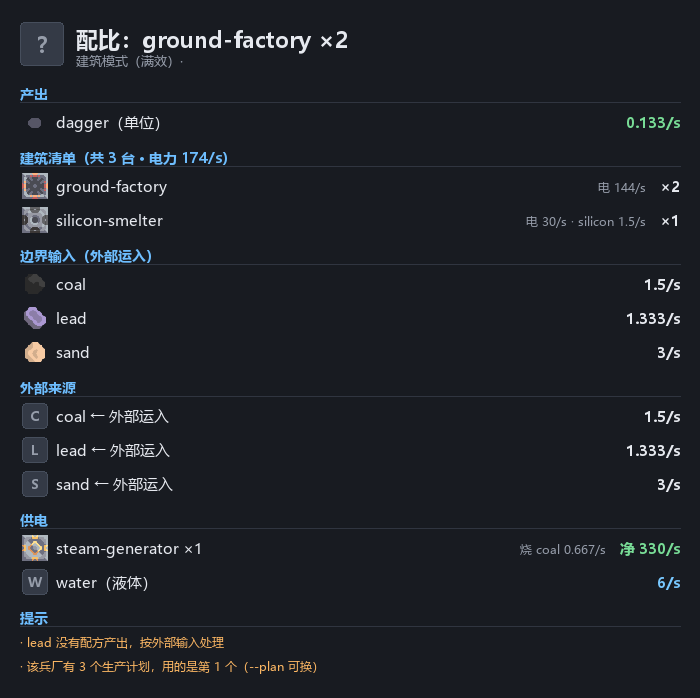 ?
配比：ground-factory ×2
建筑模式（满效）·
产出
dagger（单位） 0.133/s
建筑清单（共 3 台 • 电力 174/s）
ground-factory 电 144/s ×2
silicon-smelter 电 30/s · silicon 1.5/s ×1
边界输入（外部运入）
coal 1.5/s
lead 1.333/s
sand 3/s
外部来源
C coal ← 外部运入 1.5/s
L lead ← 外部运入 1.333/s
S sand ← 外部运入 3/s
供电
steam-generator ×1 烧 coal 0.667/s 净 330/s
W water（液体） 6/s
提示
· lead 没有配方产出，按外部输入处理
· 该兵厂有 3 个生产计划，用的是第 1 个（--plan 可换）